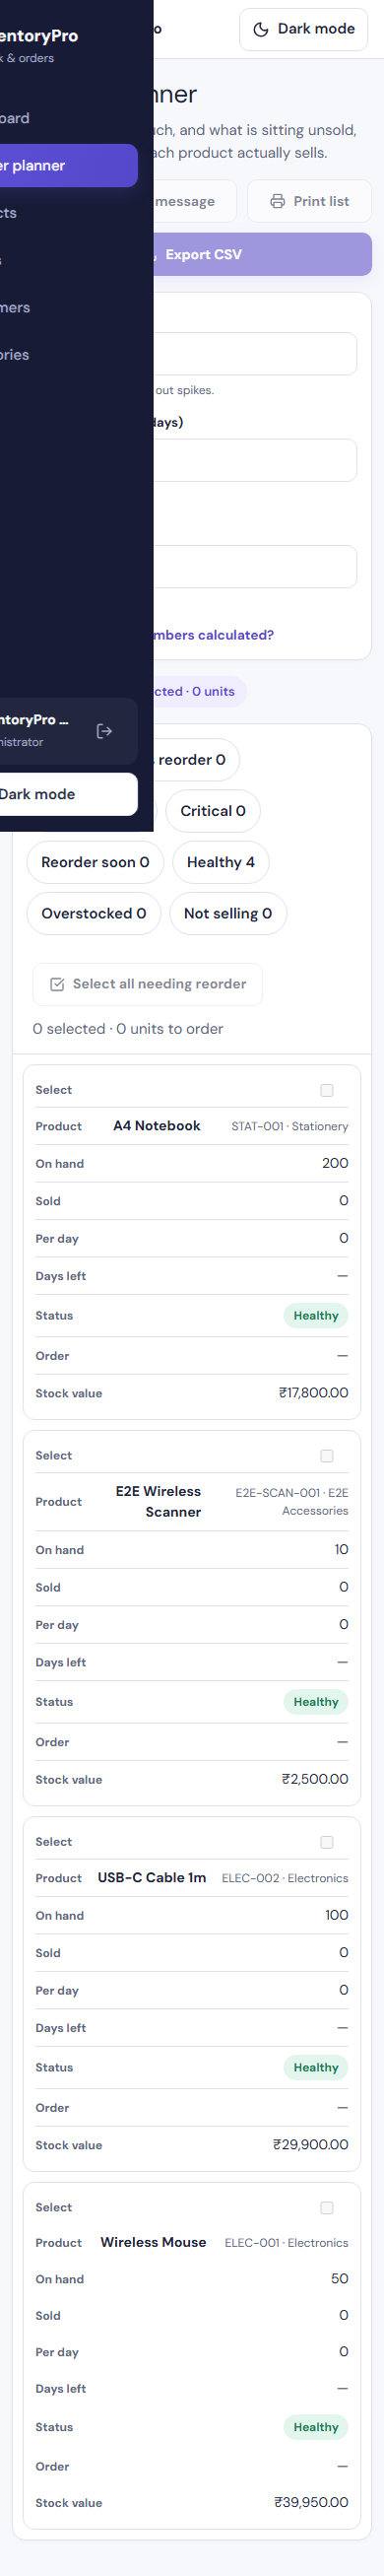 entoryPro
k & orders
o
Dark mode
oard
er planner
cts
s
mers
ories
ntoryPro ...
nistrator
Dark mode
nner
uch, and what is sitting unsold,
ach product actually sells.
message
Print list
Export CSV
out spikes.
days)
mbers calculated?
cted · 0 units
s reorder 0
Critical 0
Reorder soon 0
Healthy 4
Overstocked 0
Not selling 0
Select all needing reorder
0 selected · 0 units to order
Select
Product A4 Notebook STAT-001 · Stationery
On hand 200
Sold 0
Per day 0
Days left —
Status Healthy
Order —
Stock value ₹17,800.00
Select
Product E2E Wireless Scanner E2E-SCAN-001 · E2E Accessories
On hand 10
Sold 0
Per day 0
Days left —
Status Healthy
Order —
Stock value ₹2,500.00
Select
Product USB-C Cable 1m ELEC-002 · Electronics
On hand 100
Sold 0
Per day 0
Days left —
Status Healthy
Order —
Stock value ₹29,900.00
Select
Product Wireless Mouse ELEC-001 · Electronics
On hand 50
Sold 0
Per day 0
Days left —
Status Healthy
Order —
Stock value ₹39,950.00